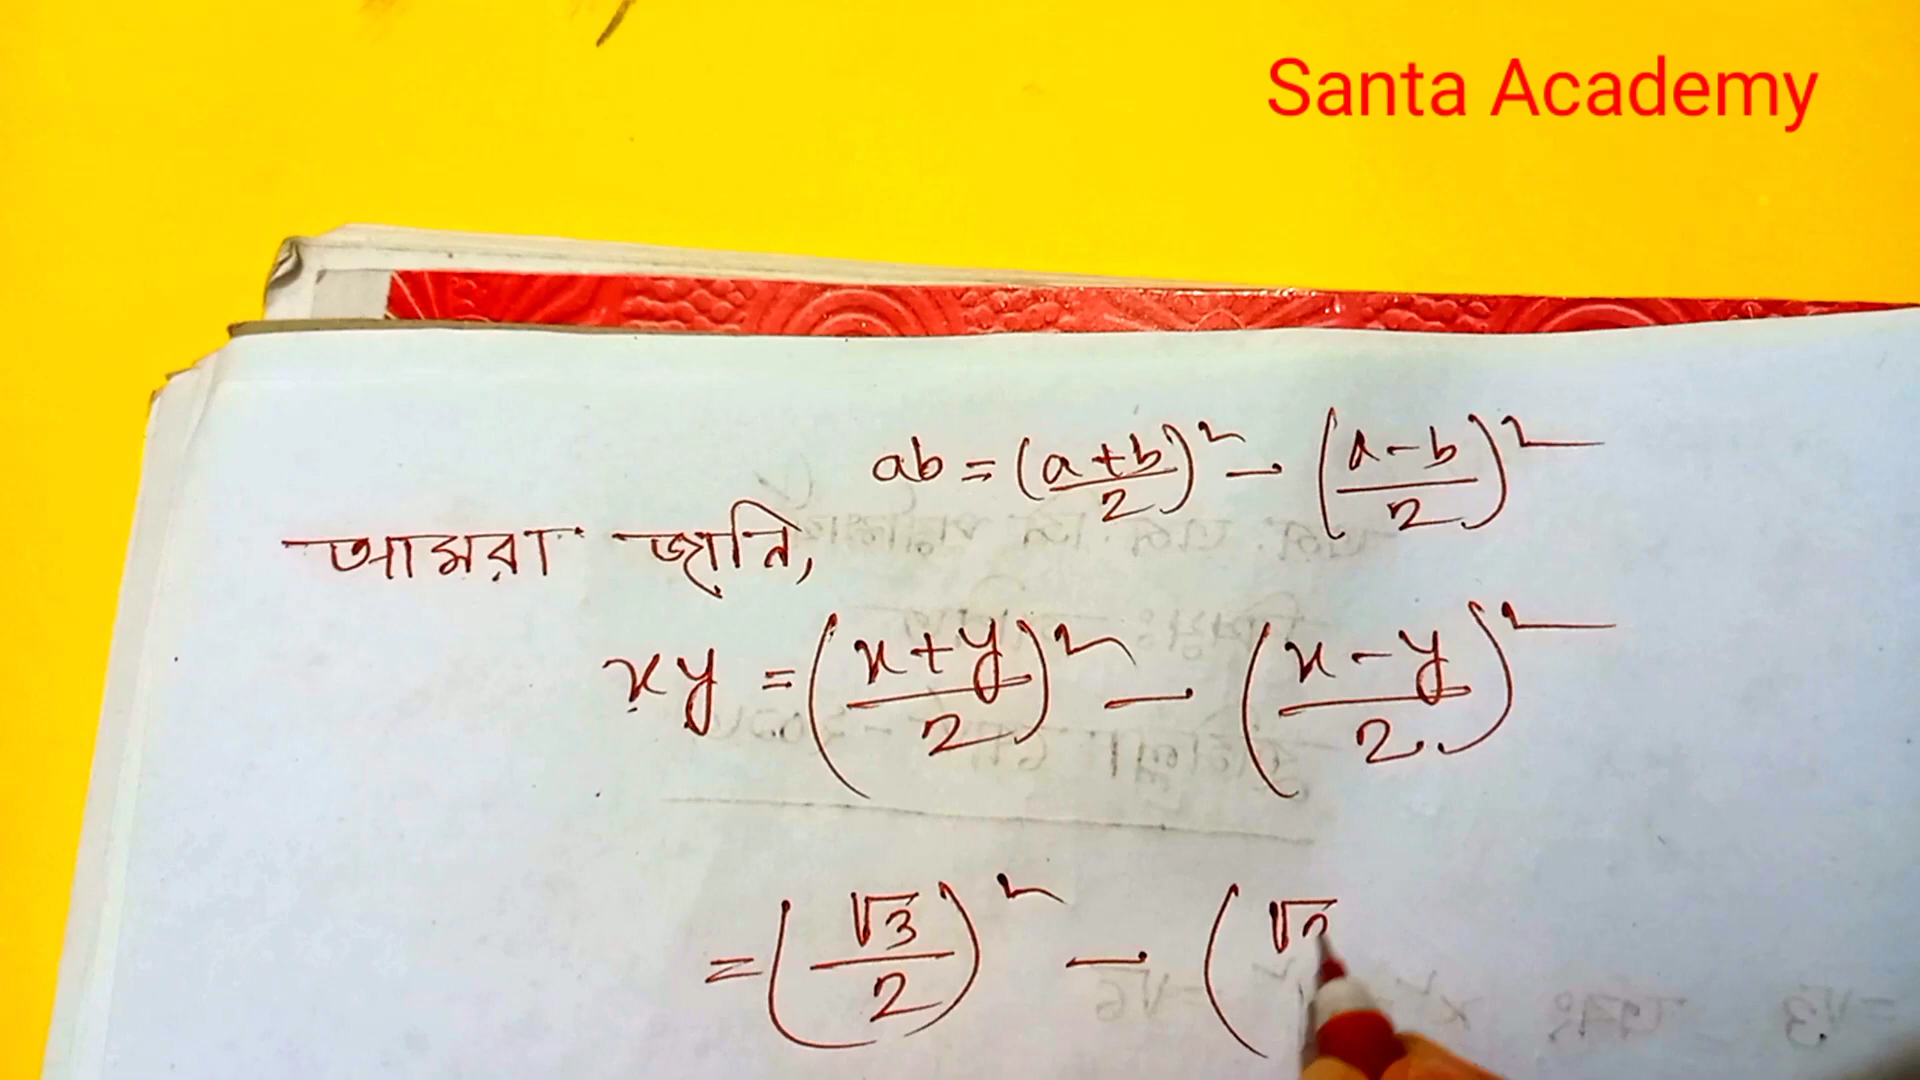 Santa Academy
ab = (a+b/2)² - (a-b/2)²
আমরা জানি,
xy = (x+y/2)² - (x-y/2)²
= (√3/2)² - (√